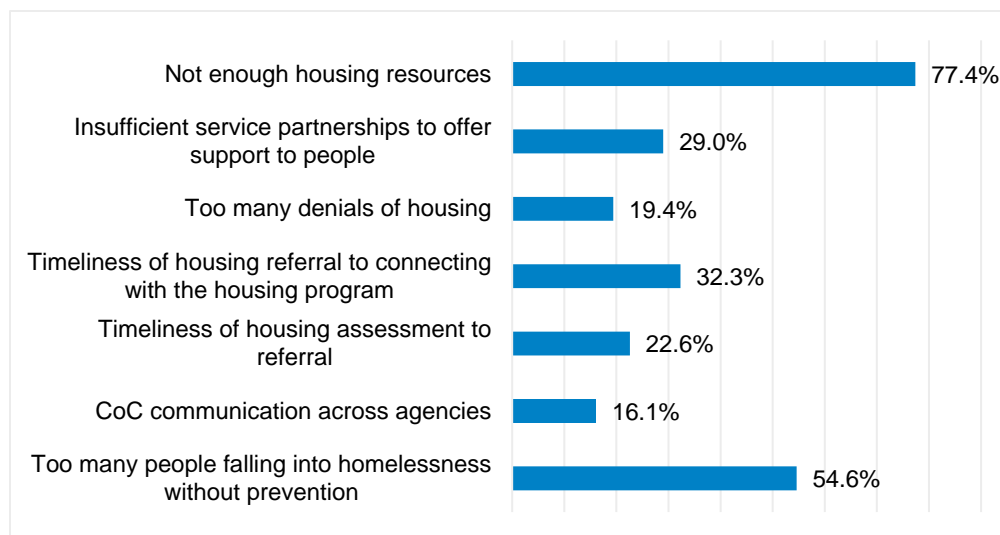 Not enough housing resources
77.4%
Insufficient service partnerships to offer
support to people
29.0%
Too many denials of housing
19.4%
Timeliness of housing referral to connecting
with the housing program
32.3%
Timeliness of housing assessment to
referral
22.6%
CoC communication across agencies
16.1%
Too many people falling into homelessness
without prevention
54.6%